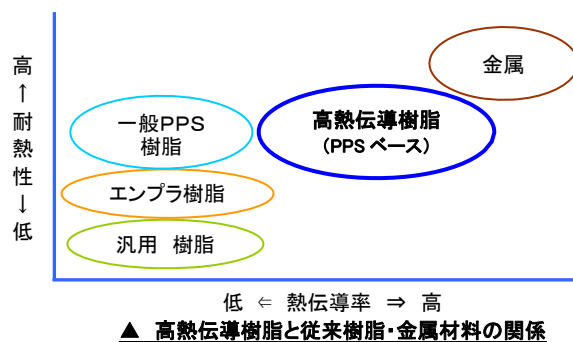 高
↑
耐
熱
性
↓
低
金属
一般PPS
樹脂
高熱伝導樹脂
(PPS ベース)
エンプラ樹脂
汎用 樹脂
低 ⇐ 熱伝導率 ⇒ 高
▲ 高熱伝導樹脂と従来樹脂・金属材料の関係